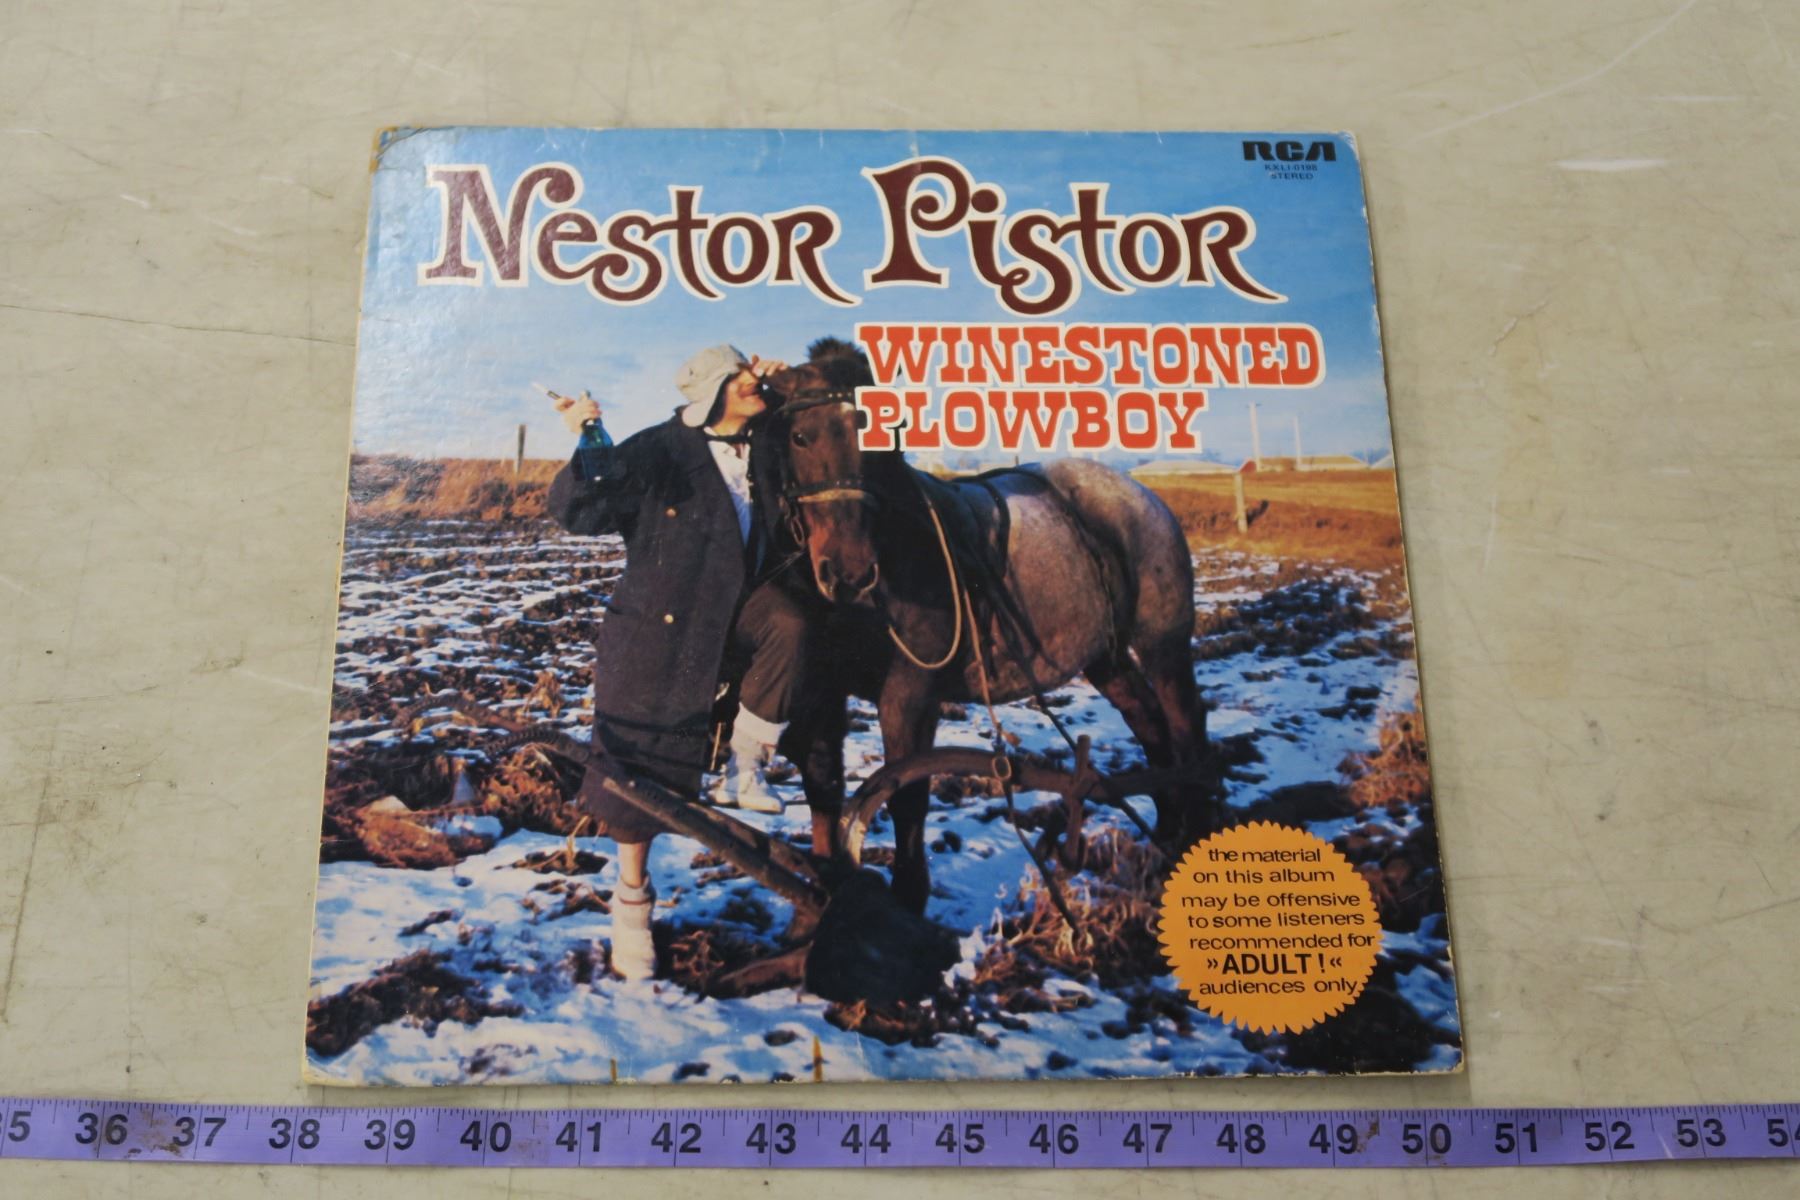 Nestor Pistor
RCA
KXL1-0198
STEREO
WINESTONED
PLOWBOY
the material
on this album
may be offensive
to some listeners
recommended for
»ADULT!«
audiences only
35 36 37 38 39 40 41 42 43 44 45 46 47 48 49 50 51 52 53 54